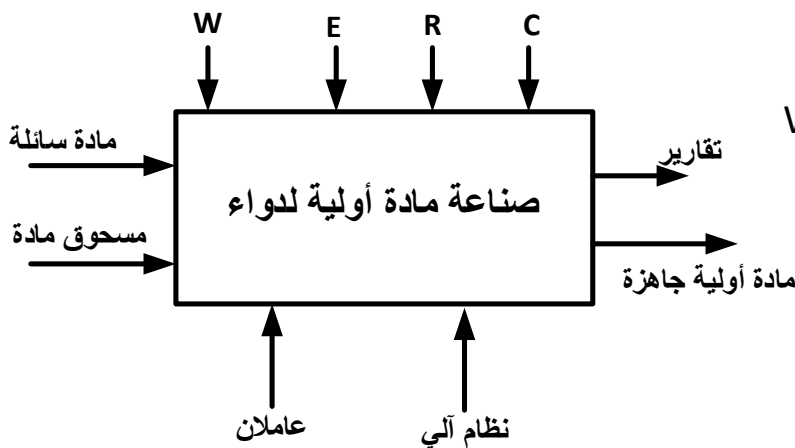 W E R C
مادة سائلة
تقارير
صناعة مادة أولية لدواء
مسحوق مادة
مادة أولية جاهزة
عاملان
نظام آلي